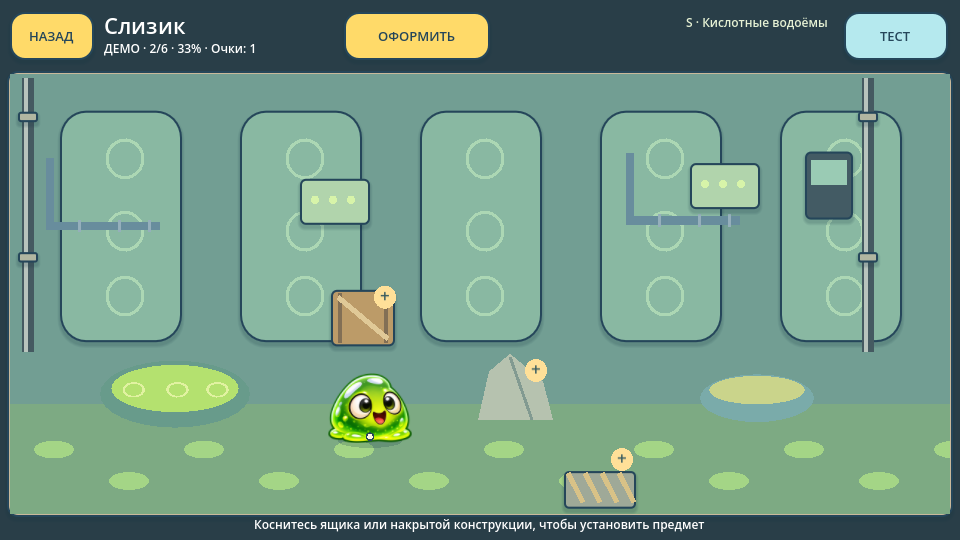 НАЗАД
Слизик
ДЕМО · 2/6 · 33% · Очки: 1
ОФОРМИТЬ
S · Кислотные водоёмы
ТЕСТ
+
+
+
Коснитесь ящика или накрытой конструкции, чтобы установить предмет